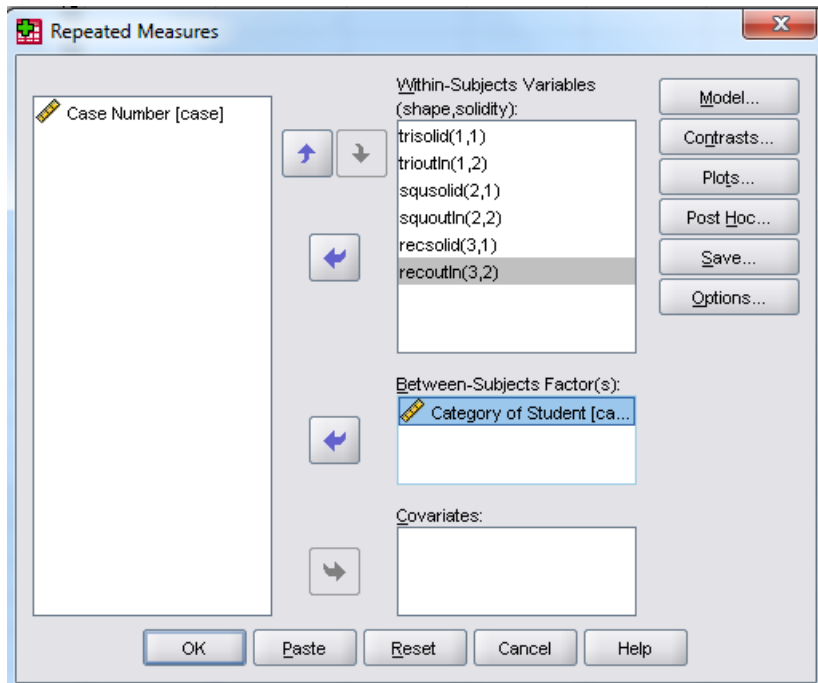 Repeated Measures
Case Number [case]
Within-Subjects Variables
(shape,solidity):
trisolid(1,1)
trioutln(1,2)
squsolid(2,1)
squoutln(2,2)
recsolid(3,1)
recoutln(3,2)
Model...
Contrasts...
Plots...
Post Hoc...
Save...
Options...
Between-Subjects Factor(s):
Category of Student [ca...
Covariates:
OK Paste Reset Cancel Help